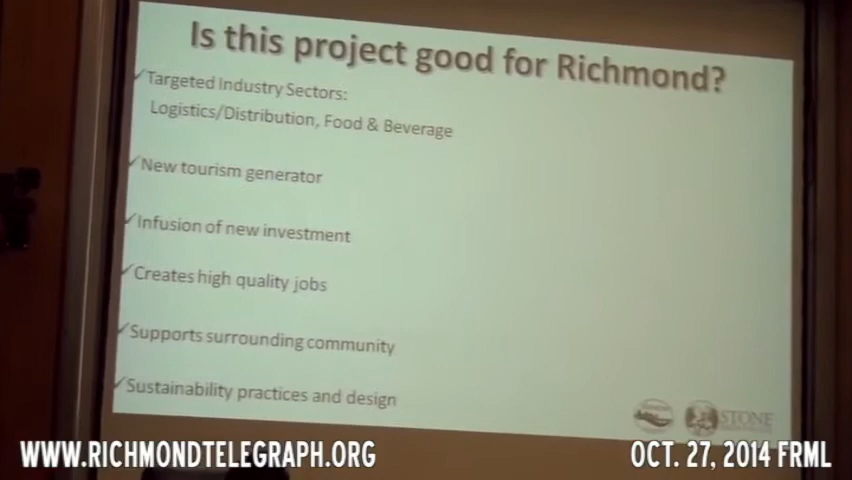 Is this project good for Richmond?
✓Targeted Industry Sectors:
Logistics/Distribution, Food & Beverage
✓New tourism generator
✓Infusion of new investment
✓Creates high quality jobs
✓Supports surrounding community
✓Sustainability practices and design
STONE
WWW.RICHMONDTELEGRAPH.ORG
OCT. 27, 2014 FRML